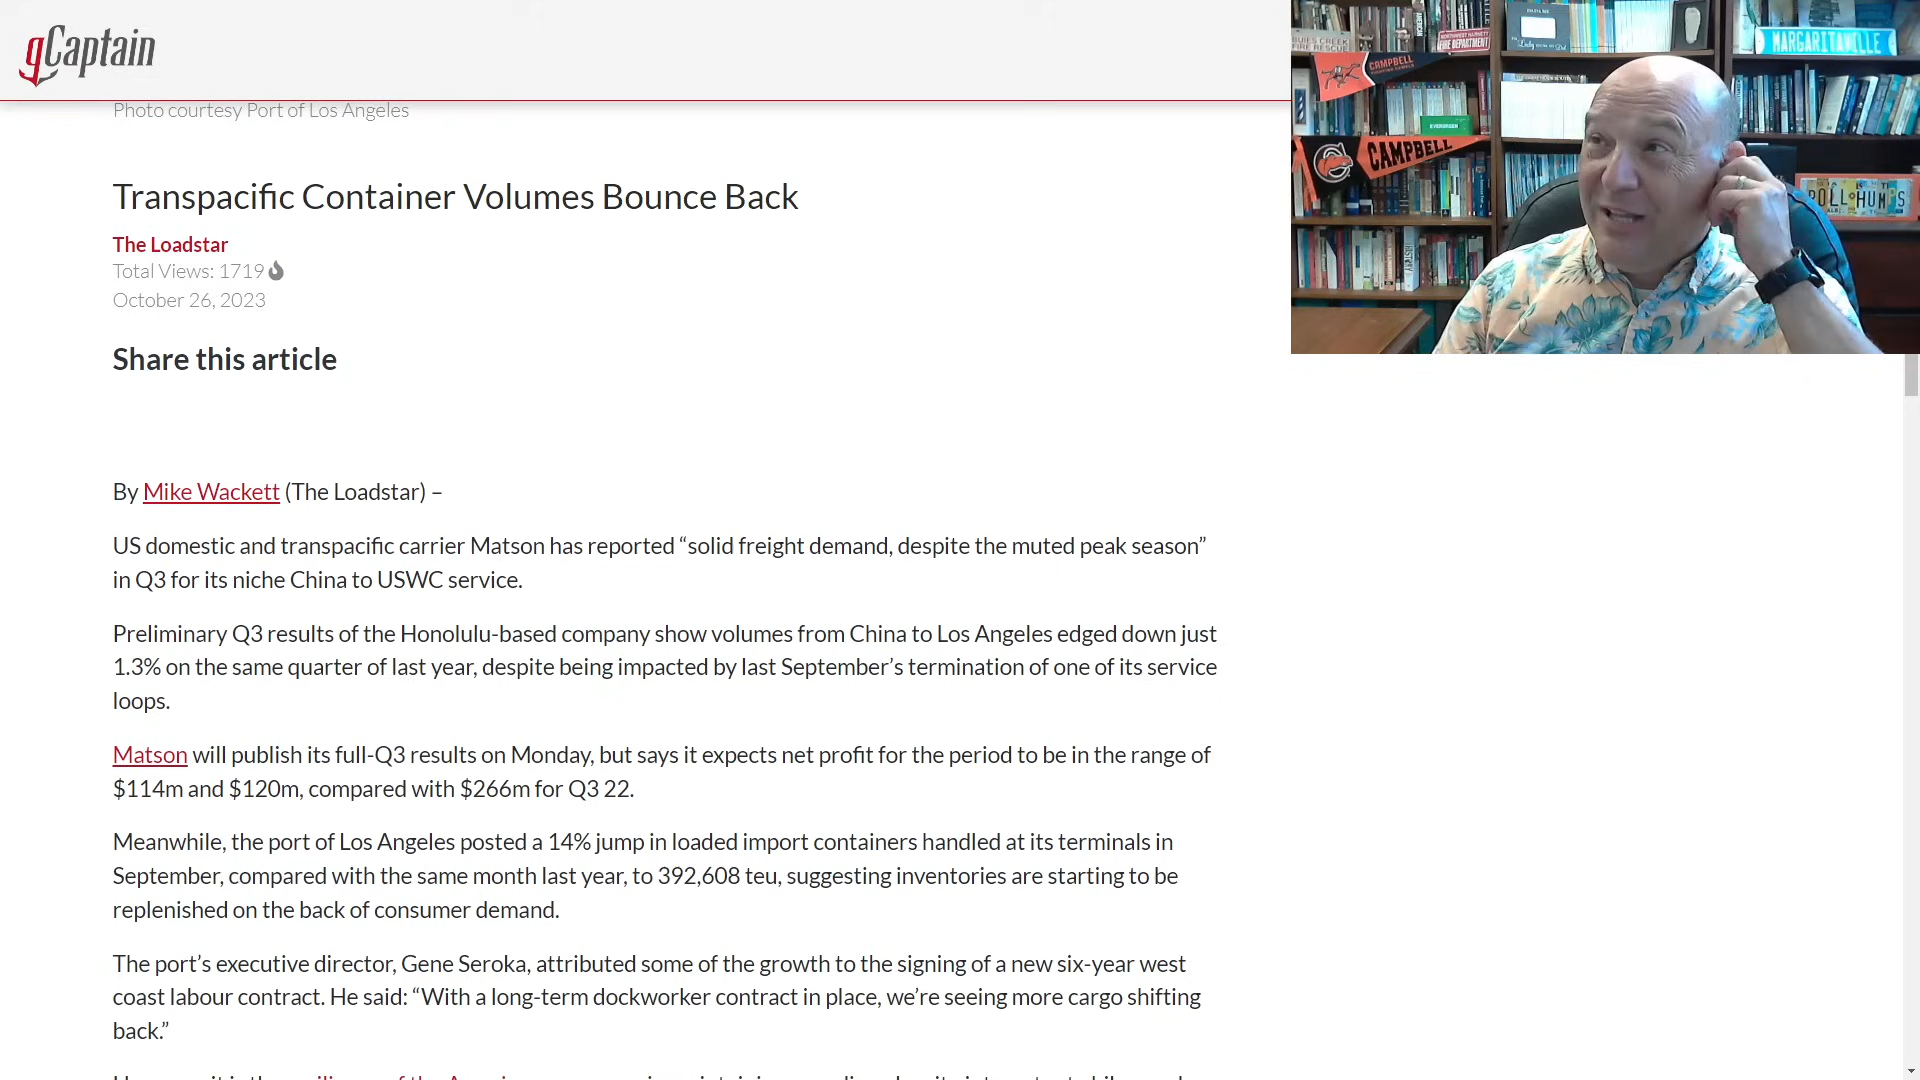 gCaptain
Photo courtesy Port of Los Angeles
Transpacific Container Volumes Bounce Back
The Loadstar
Total Views: 1719
October 26, 2023
Share this article
By Mike Wackett (The Loadstar) –
US domestic and transpacific carrier Matson has reported “solid freight demand, despite the muted peak season”
in Q3 for its niche China to USWC service.
Preliminary Q3 results of the Honolulu-based company show volumes from China to Los Angeles edged down just
1.3% on the same quarter of last year, despite being impacted by last September’s termination of one of its service
loops.
Matson will publish its full-Q3 results on Monday, but says it expects net profit for the period to be in the range of
$114m and $120m, compared with $266m for Q3 22.
Meanwhile, the port of Los Angeles posted a 14% jump in loaded import containers handled at its terminals in
September, compared with the same month last year, to 392,608 teu, suggesting inventories are starting to be
replenished on the back of consumer demand.
The port’s executive director, Gene Seroka, attributed some of the growth to the signing of a new six-year west
coast labour contract. He said: “With a long-term dockworker contract in place, we’re seeing more cargo shifting
back.”
BUIES CREEK
FIRE RESCUE
FIRE DEPARTMENT
MARGARITAVILLE
CAMPBELL
EVERGREEN
CAMPBELL
ROLL HUMPS
HISTORY